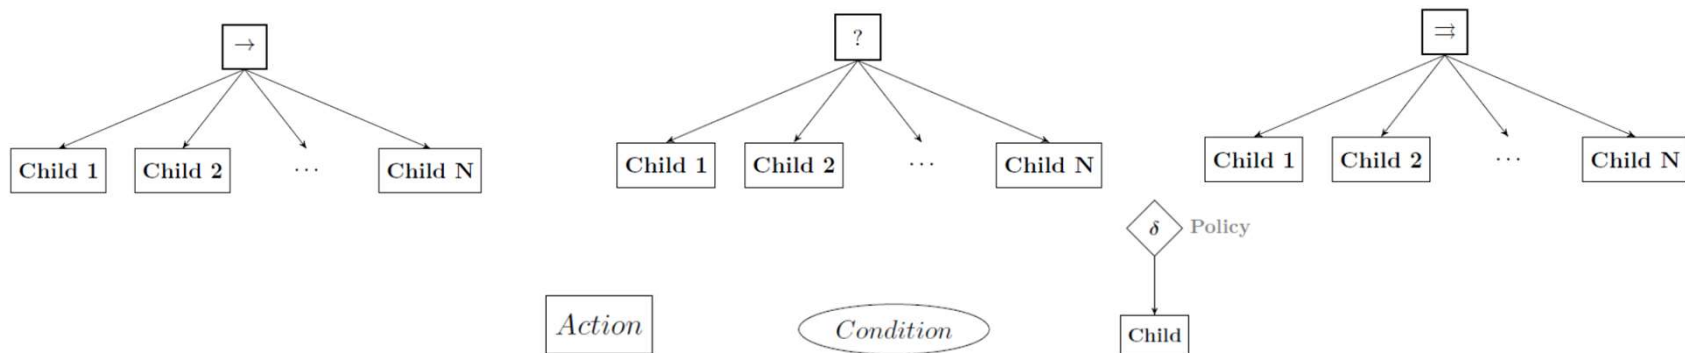 →
?
⇉
Child 1
Child 2
...
Child N
Child 1
Child 2
...
Child N
Child 1
Child 2
...
Child N
δ Policy
Action
Condition
Child